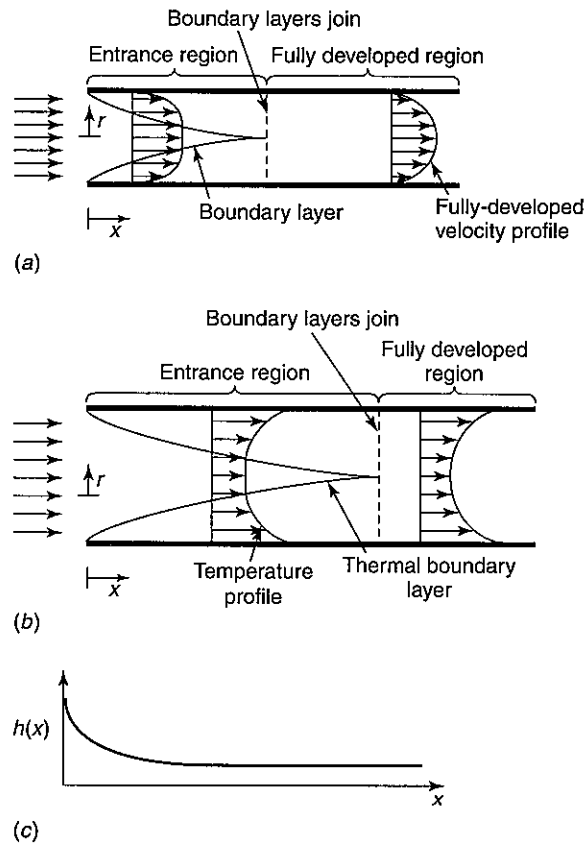 Boundary layers join
Entrance region
Fully developed region
r
x
Boundary layer
Fully-developed
velocity profile
(a)
Boundary layers join
Entrance region
Fully developed
region
r
x
Temperature
profile
Thermal boundary
layer
(b)
h(x)
x
(c)